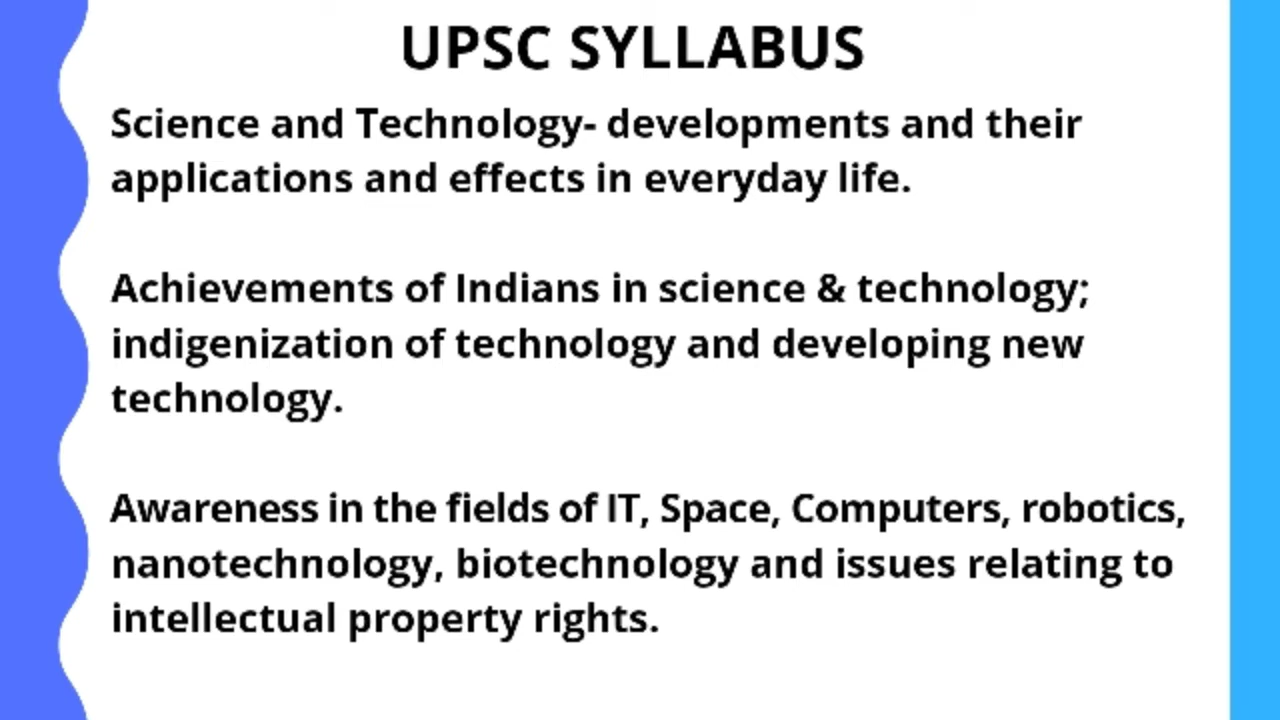 UPSC SYLLABUS
Science and Technology- developments and their
applications and effects in everyday life.
Achievements of Indians in science & technology;
indigenization of technology and developing new
technology.
Awareness in the fields of IT, Space, Computers, robotics,
nanotechnology, biotechnology and issues relating to
intellectual property rights.